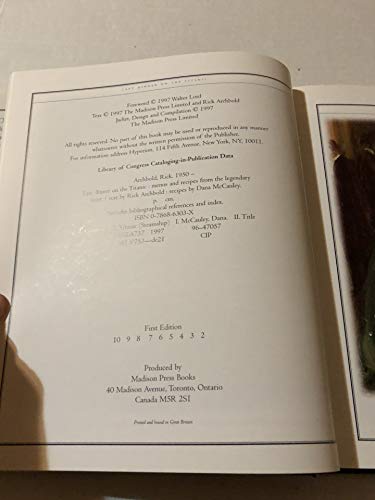 LAST DINNER ON THE TITANIC
Foreword © 1997 Walter Lord
Text © 1997 The Madison Press Limited and Rick Archbold
Jacket, Design and Compilation © 1997
The Madison Press Limited
All rights reserved. No part of this book may be used or reproduced in any manner
whatsoever without the written permission of the Publisher.
For information address Hyperion, 114 Fifth Avenue, New York, NY, 10011.
Library of Congress Cataloging-in-Publication Data
Archbold, Rick, 1950 –
Last dinner on the Titanic : menus and recipes from the legendary
liner / text by Rick Archbold : recipes by Dana McCauley.
p. cm.
Includes bibliographical references and index.
ISBN 0-7868-6303-X
Titanic (Steamship) I. McCauley, Dana. II. Title
1997 96-47057
dc21 CIP
First Edition
10 9 8 7 6 5 4 3 2
Produced by
Madison Press Books
40 Madison Avenue, Toronto, Ontario
Canada M5R 2S1
Printed and bound in Great Britain